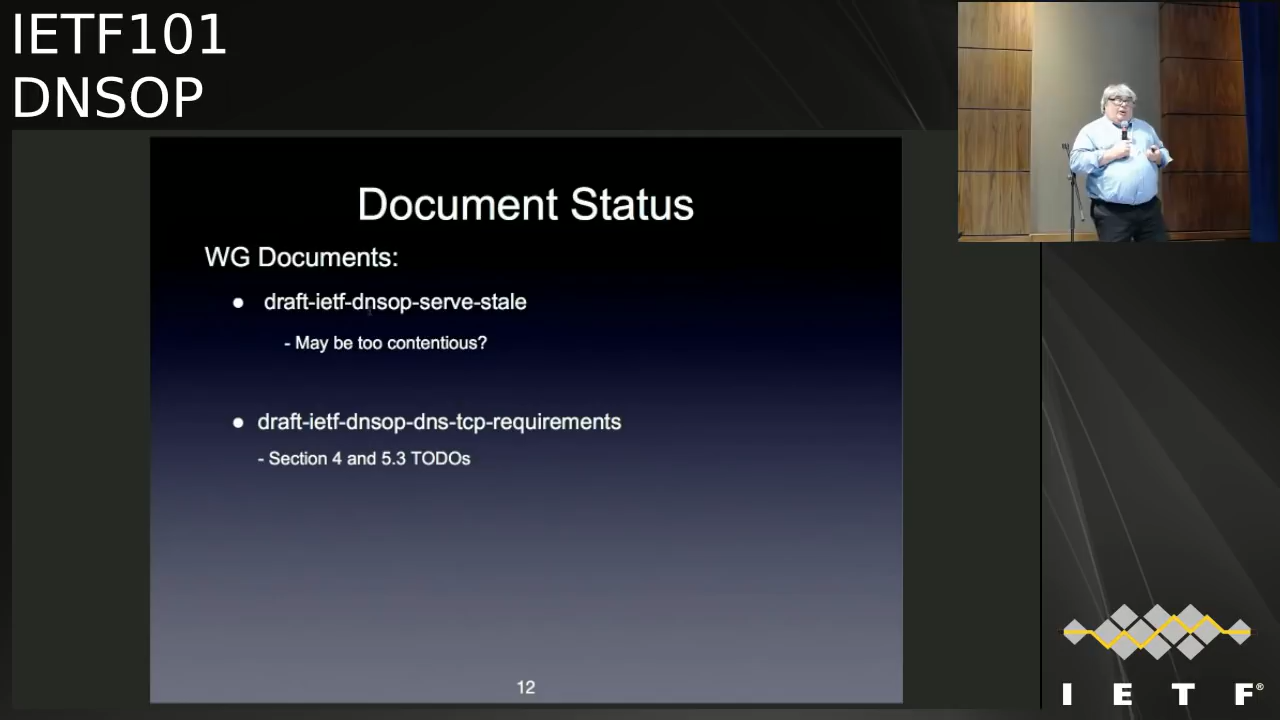 IETF101
DNSOP
Document Status
WG Documents:
● draft-ietf-dnsop-serve-stale
- May be too contentious?
● draft-ietf-dnsop-dns-tcp-requirements
- Section 4 and 5.3 TODOs
12
I E T F®